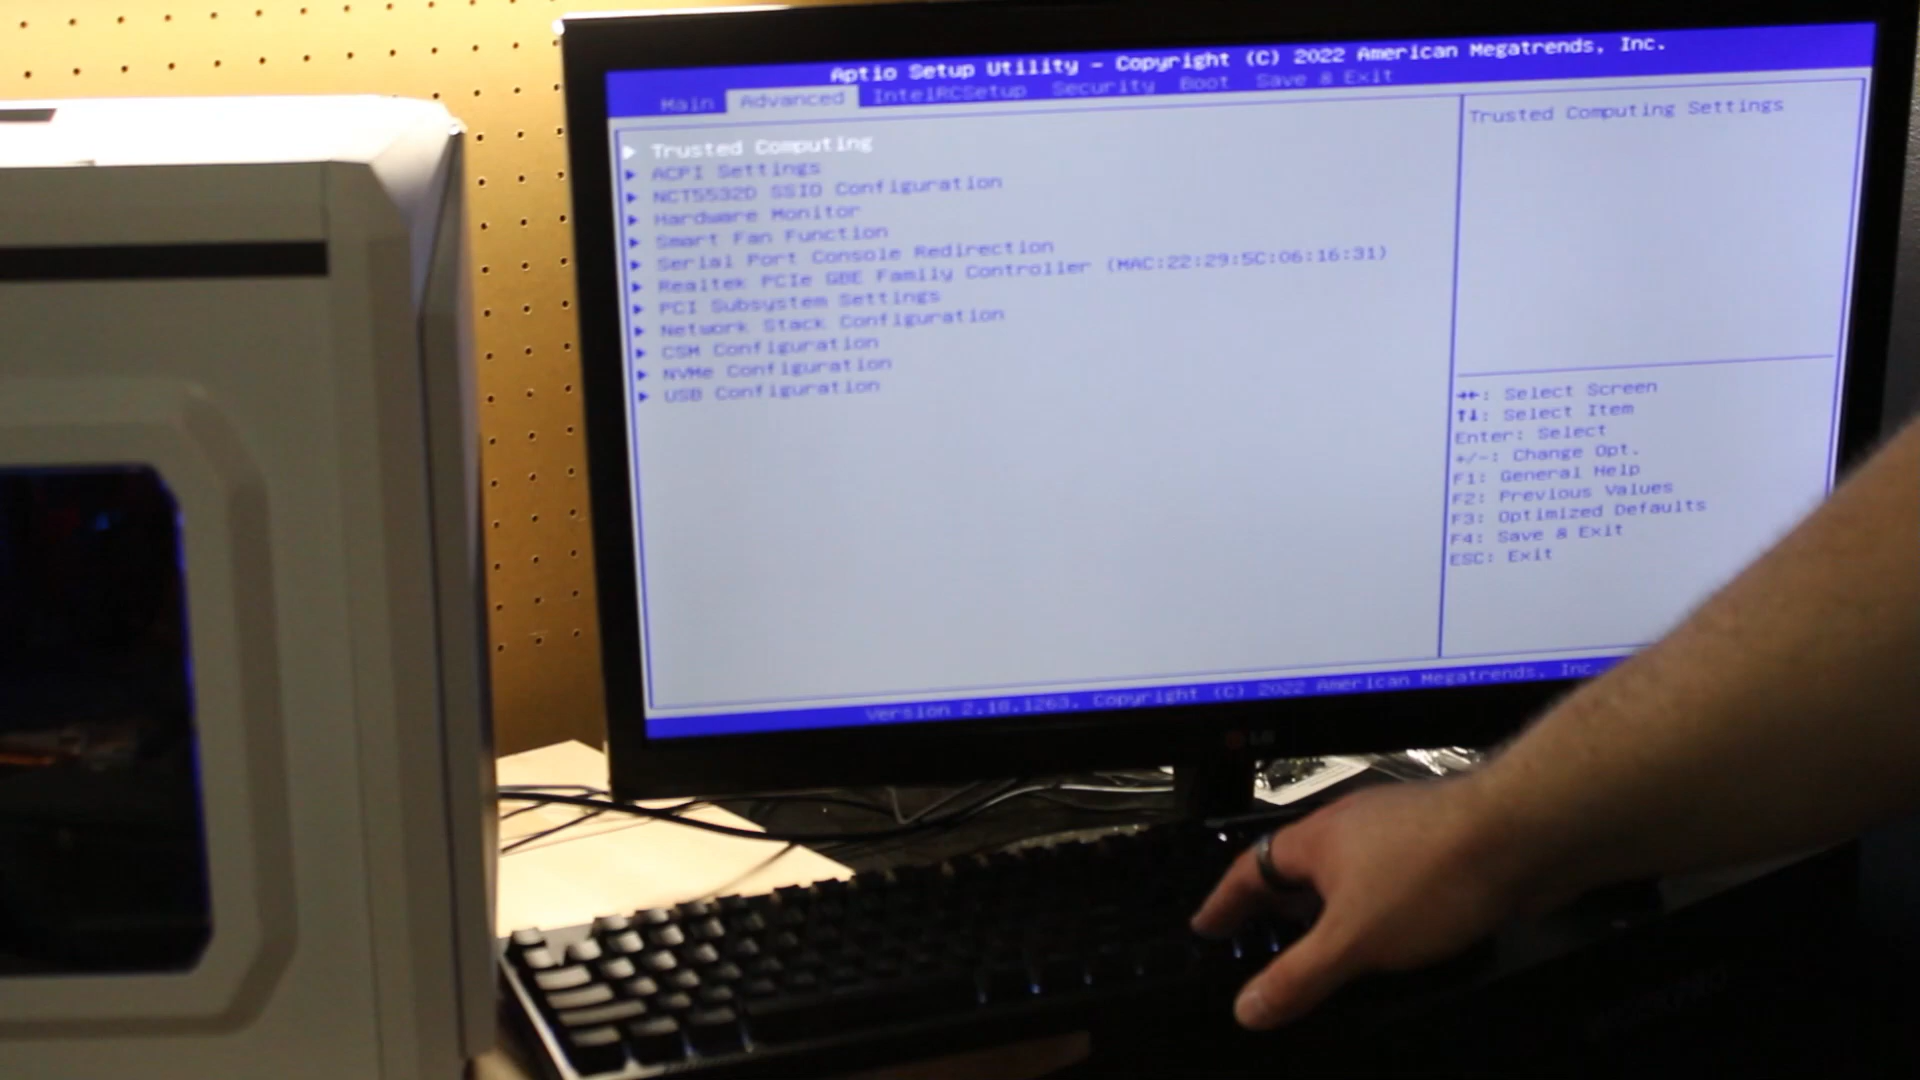 Aptio Setup Utility - Copyright (C) 2022 American Megatrends, Inc.
Main Advanced IntelRCSetup Security Boot Save & Exit
Trusted Computing
ACPI Settings
NCT5532D SSIO Configuration
Hardware Monitor
Smart Fan Function
Serial Port Console Redirection
Realtek PCIe GBE Family Controller (MAC:22:29:5C:06:16:31)
PCI Subsystem Settings
Network Stack Configuration
CSM Configuration
NVMe Configuration
USB Configuration
Trusted Computing Settings
→←: Select Screen
↑↓: Select Item
Enter: Select
+/-: Change Opt.
F1: General Help
F2: Previous Values
F3: Optimized Defaults
F4: Save & Exit
ESC: Exit
Version 2.18.1263. Copyright (C) 2022 American Megatrends, Inc.
LG